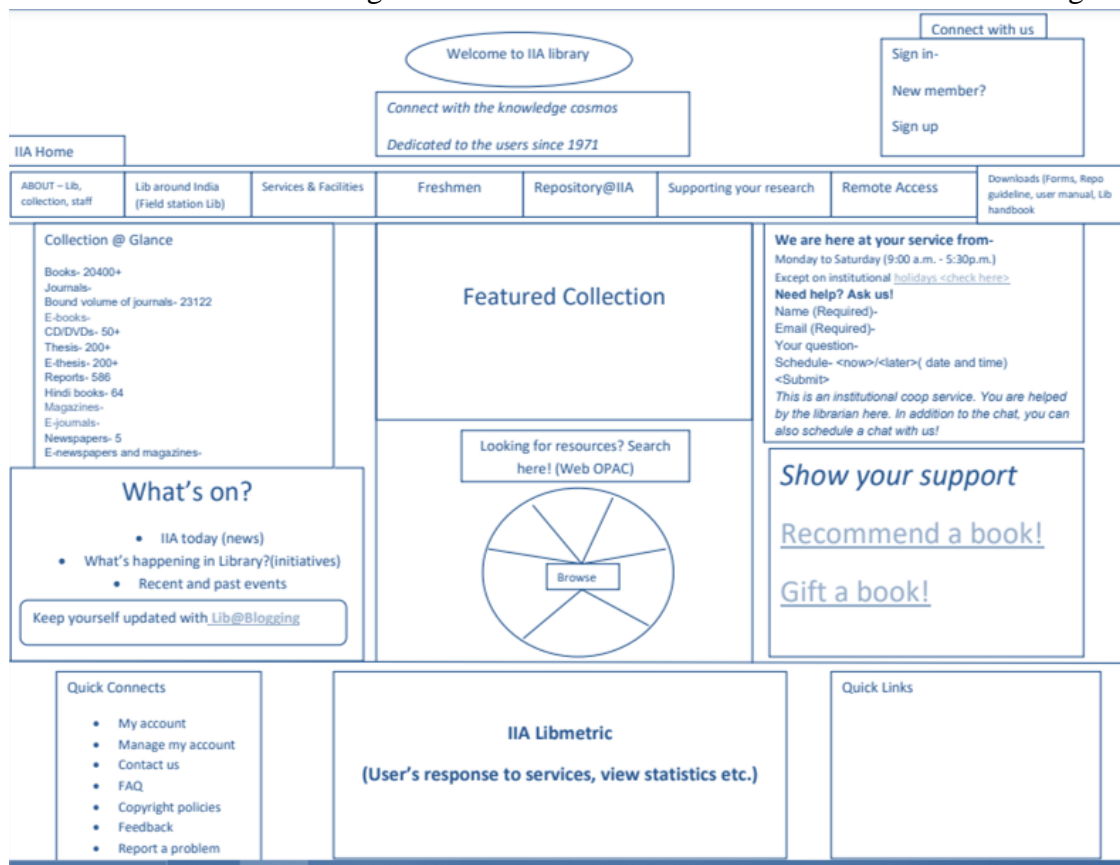 Connect with us
Welcome to IIA library
Sign in-
New member?
Sign up
Connect with the knowledge cosmos
Dedicated to the users since 1971
IIA Home
ABOUT – Lib,
collection, staff
Lib around India
(Field station Lib)
Services & Facilities
Freshmen
Repository@IIA
Supporting your research
Remote Access
Downloads (Forms, Repo
guideline, user manual, Lib
handbook
Collection @ Glance
Books- 20400+
Journals-
Bound volume of journals- 23122
E-books-
CD/DVDs- 50+
Thesis- 200+
E-thesis- 200+
Reports- 586
Hindi books- 64
Magazines-
E-journals-
Newspapers- 5
E-newspapers and magazines-
Featured Collection
We are here at your service from-
Monday to Saturday (9:00 a.m. - 5:30p.m.)
Except on institutional holidays <check here>
Need help? Ask us!
Name (Required)-
Email (Required)-
Your question-
Schedule- <now>/<later>( date and time)
<Submit>
This is an institutional coop service. You are helped
by the librarian here. In addition to the chat, you can
also schedule a chat with us!
Looking for resources? Search
here! (Web OPAC)
Browse
What's on?
• IIA today (news)
• What's happening in Library?(initiatives)
• Recent and past events
Keep yourself updated with Lib@Blogging
Show your support
Recommend a book!
Gift a book!
Quick Connects
• My account
• Manage my account
• Contact us
• FAQ
• Copyright policies
• Feedback
• Report a problem
IIA Libmetric
(User's response to services, view statistics etc.)
Quick Links